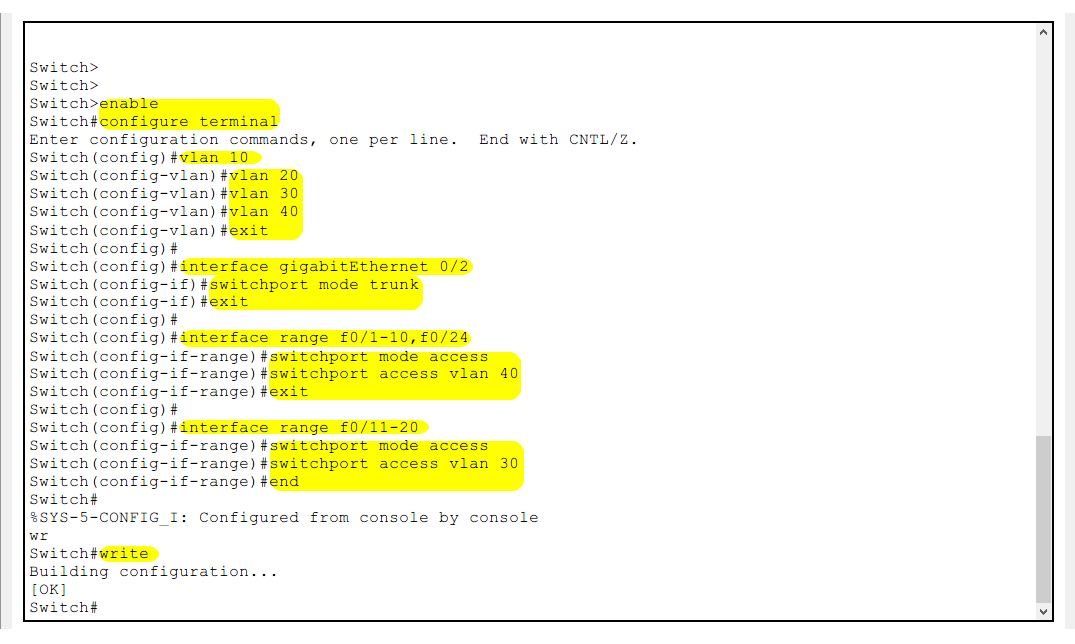 Switch>
Switch>
Switch>enable
Switch#configure terminal
Enter configuration commands, one per line.  End with CNTL/Z.
Switch(config)#vlan 10
Switch(config-vlan)#vlan 20
Switch(config-vlan)#vlan 30
Switch(config-vlan)#vlan 40
Switch(config-vlan)#exit
Switch(config)#
Switch(config)#interface gigabitEthernet 0/2
Switch(config-if)#switchport mode trunk
Switch(config-if)#exit
Switch(config)#
Switch(config)#interface range f0/1-10,f0/24
Switch(config-if-range)#switchport mode access
Switch(config-if-range)#switchport access vlan 40
Switch(config-if-range)#exit
Switch(config)#
Switch(config)#interface range f0/11-20
Switch(config-if-range)#switchport mode access
Switch(config-if-range)#switchport access vlan 30
Switch(config-if-range)#end
Switch#
%SYS-5-CONFIG_I: Configured from console by console
wr
Switch#write
Building configuration...
[OK]
Switch#